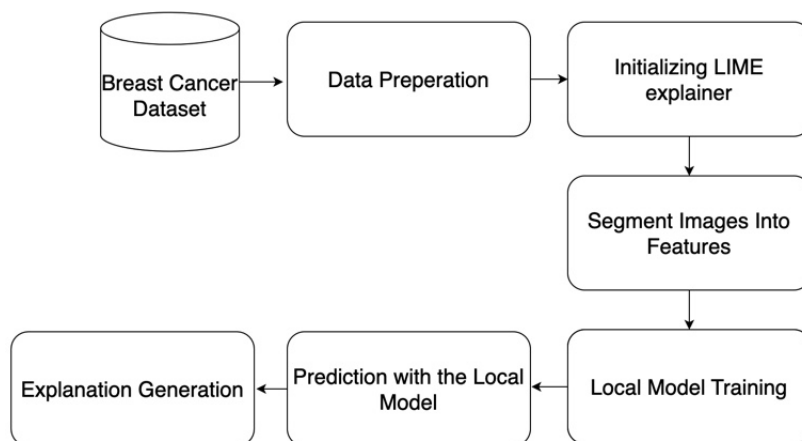 Breast Cancer
Dataset
Data Preperation
Initializing LIME
explainer
Segment Images Into
Features
Local Model Training
Prediction with the Local
Model
Explanation Generation